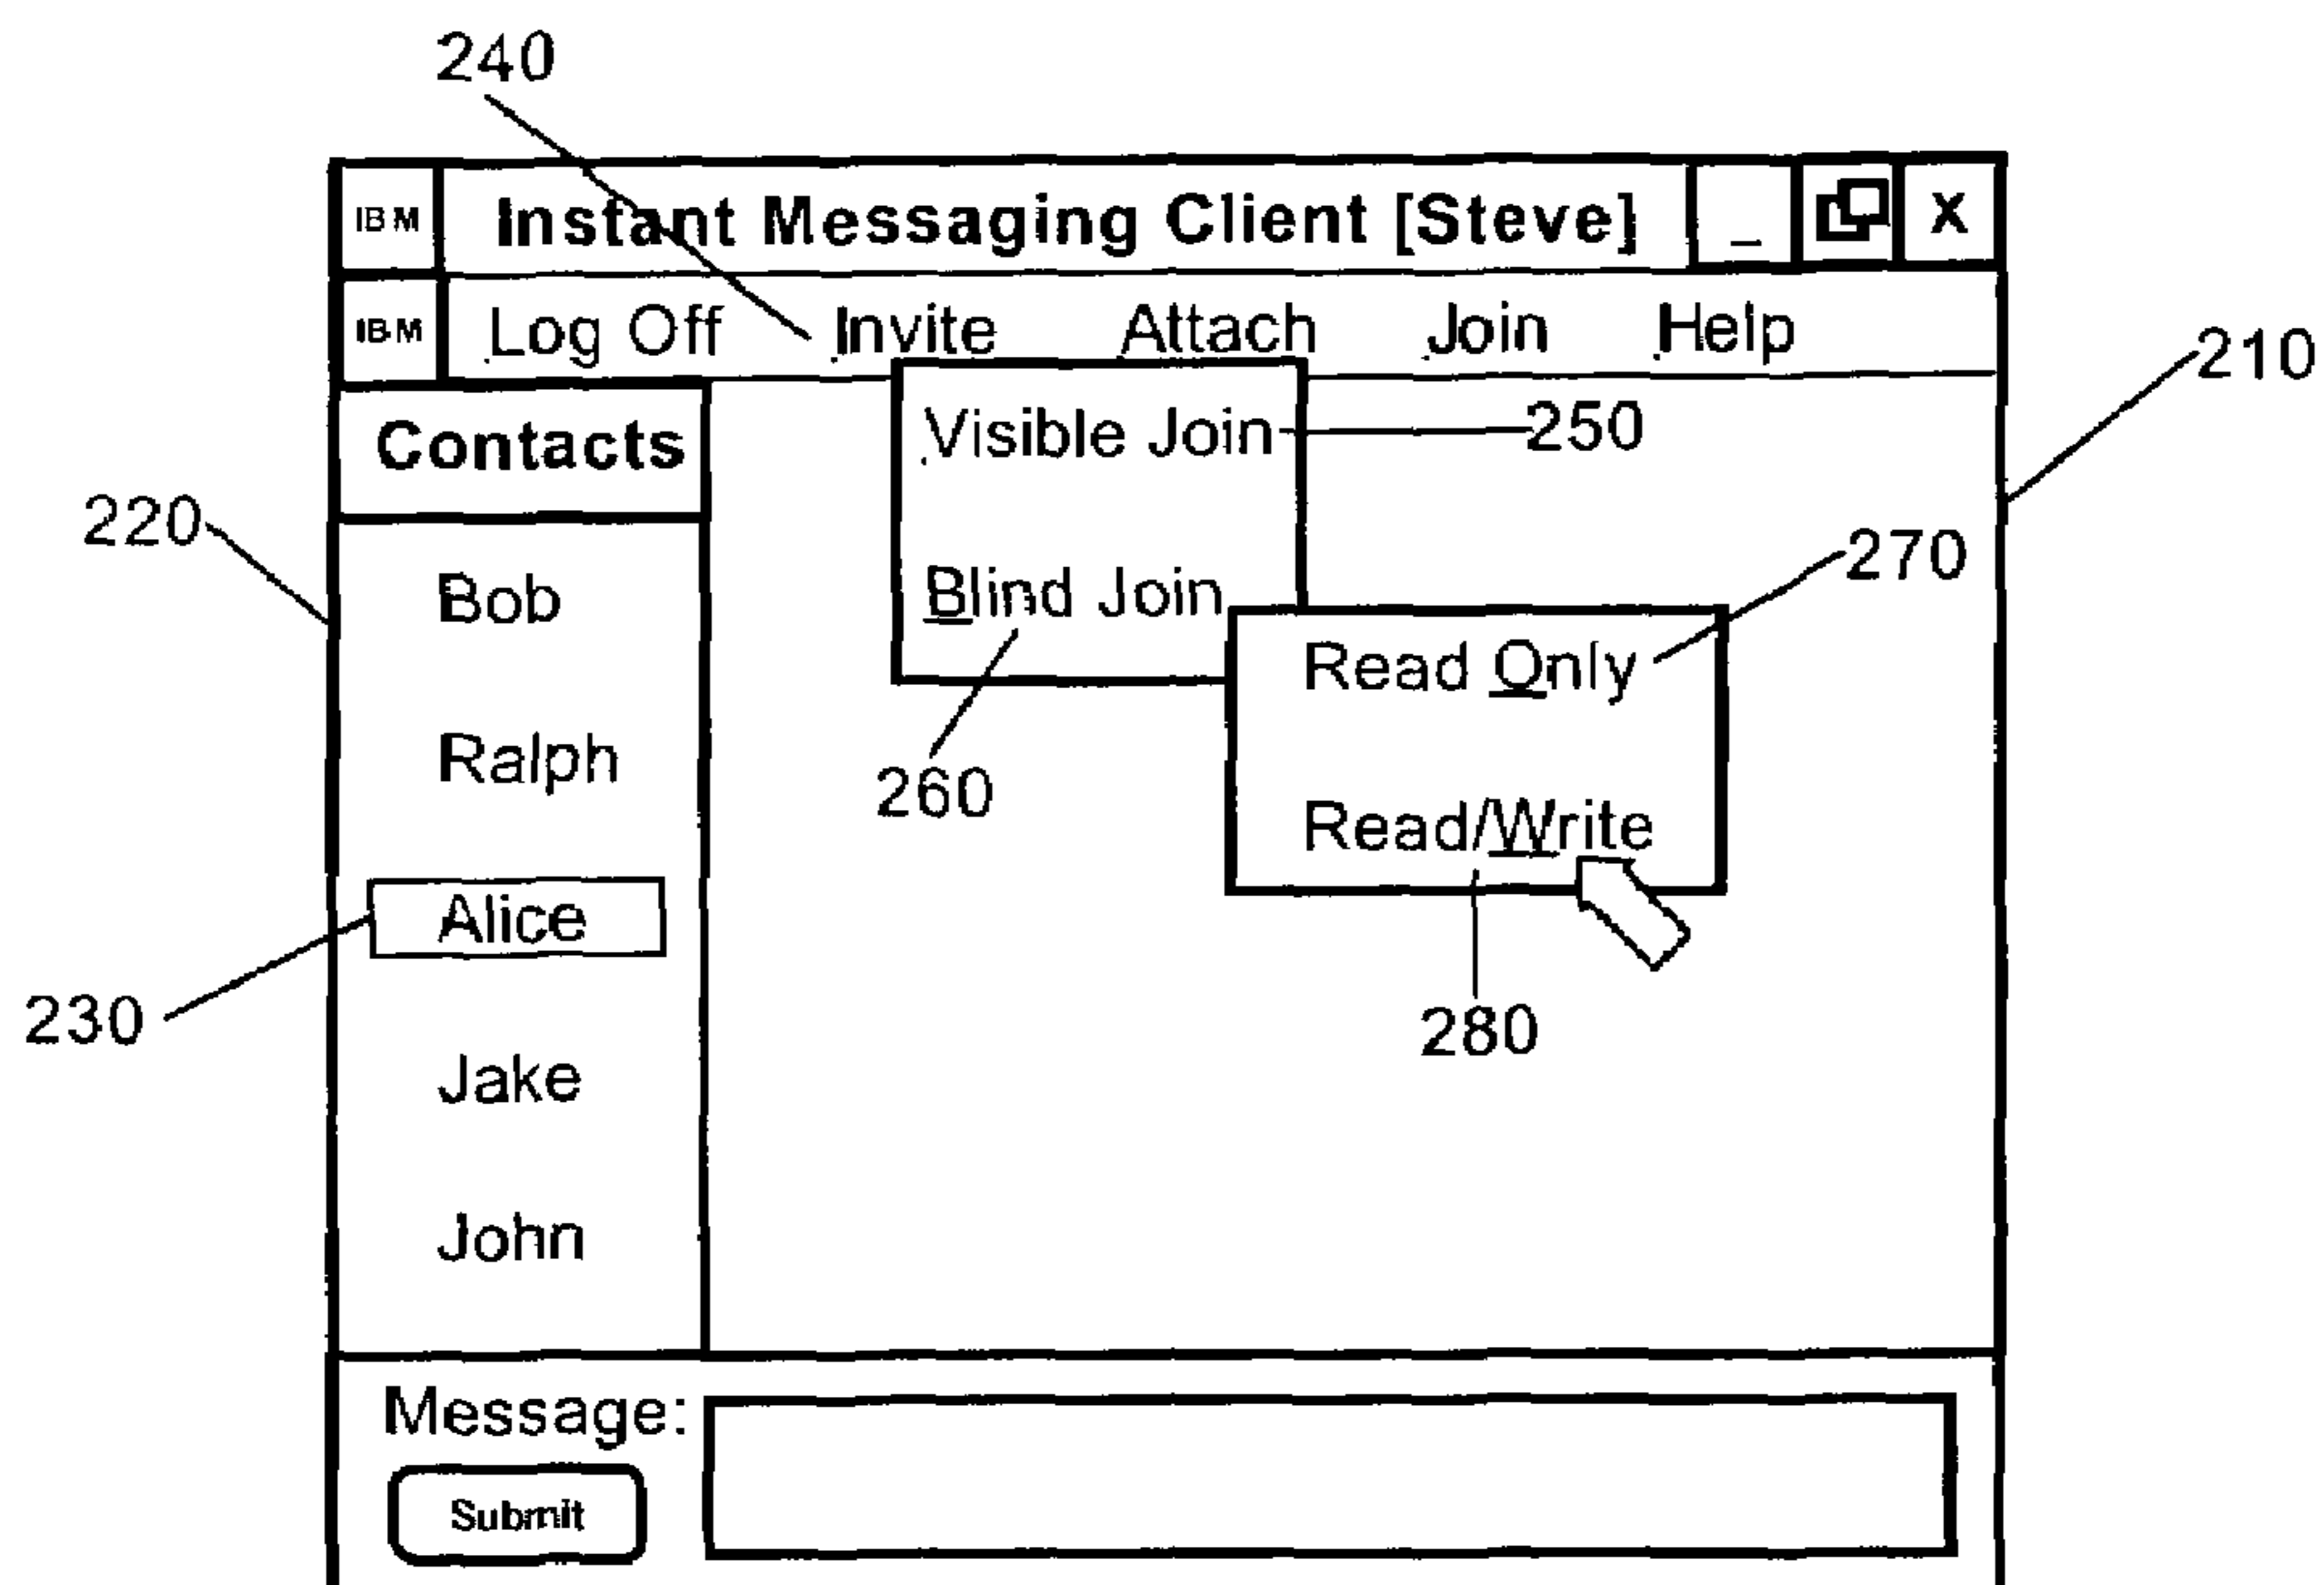 240
IBM Instant Messaging Client [Steve] _ X
IBM Log Off Invite Attach Join Help
210
Contacts
Visible Join 250
220
270
Bob
Blind Join
Read Only
Ralph
260
Read/Write
Alice
230
280
Jake
John
Message:
Submit